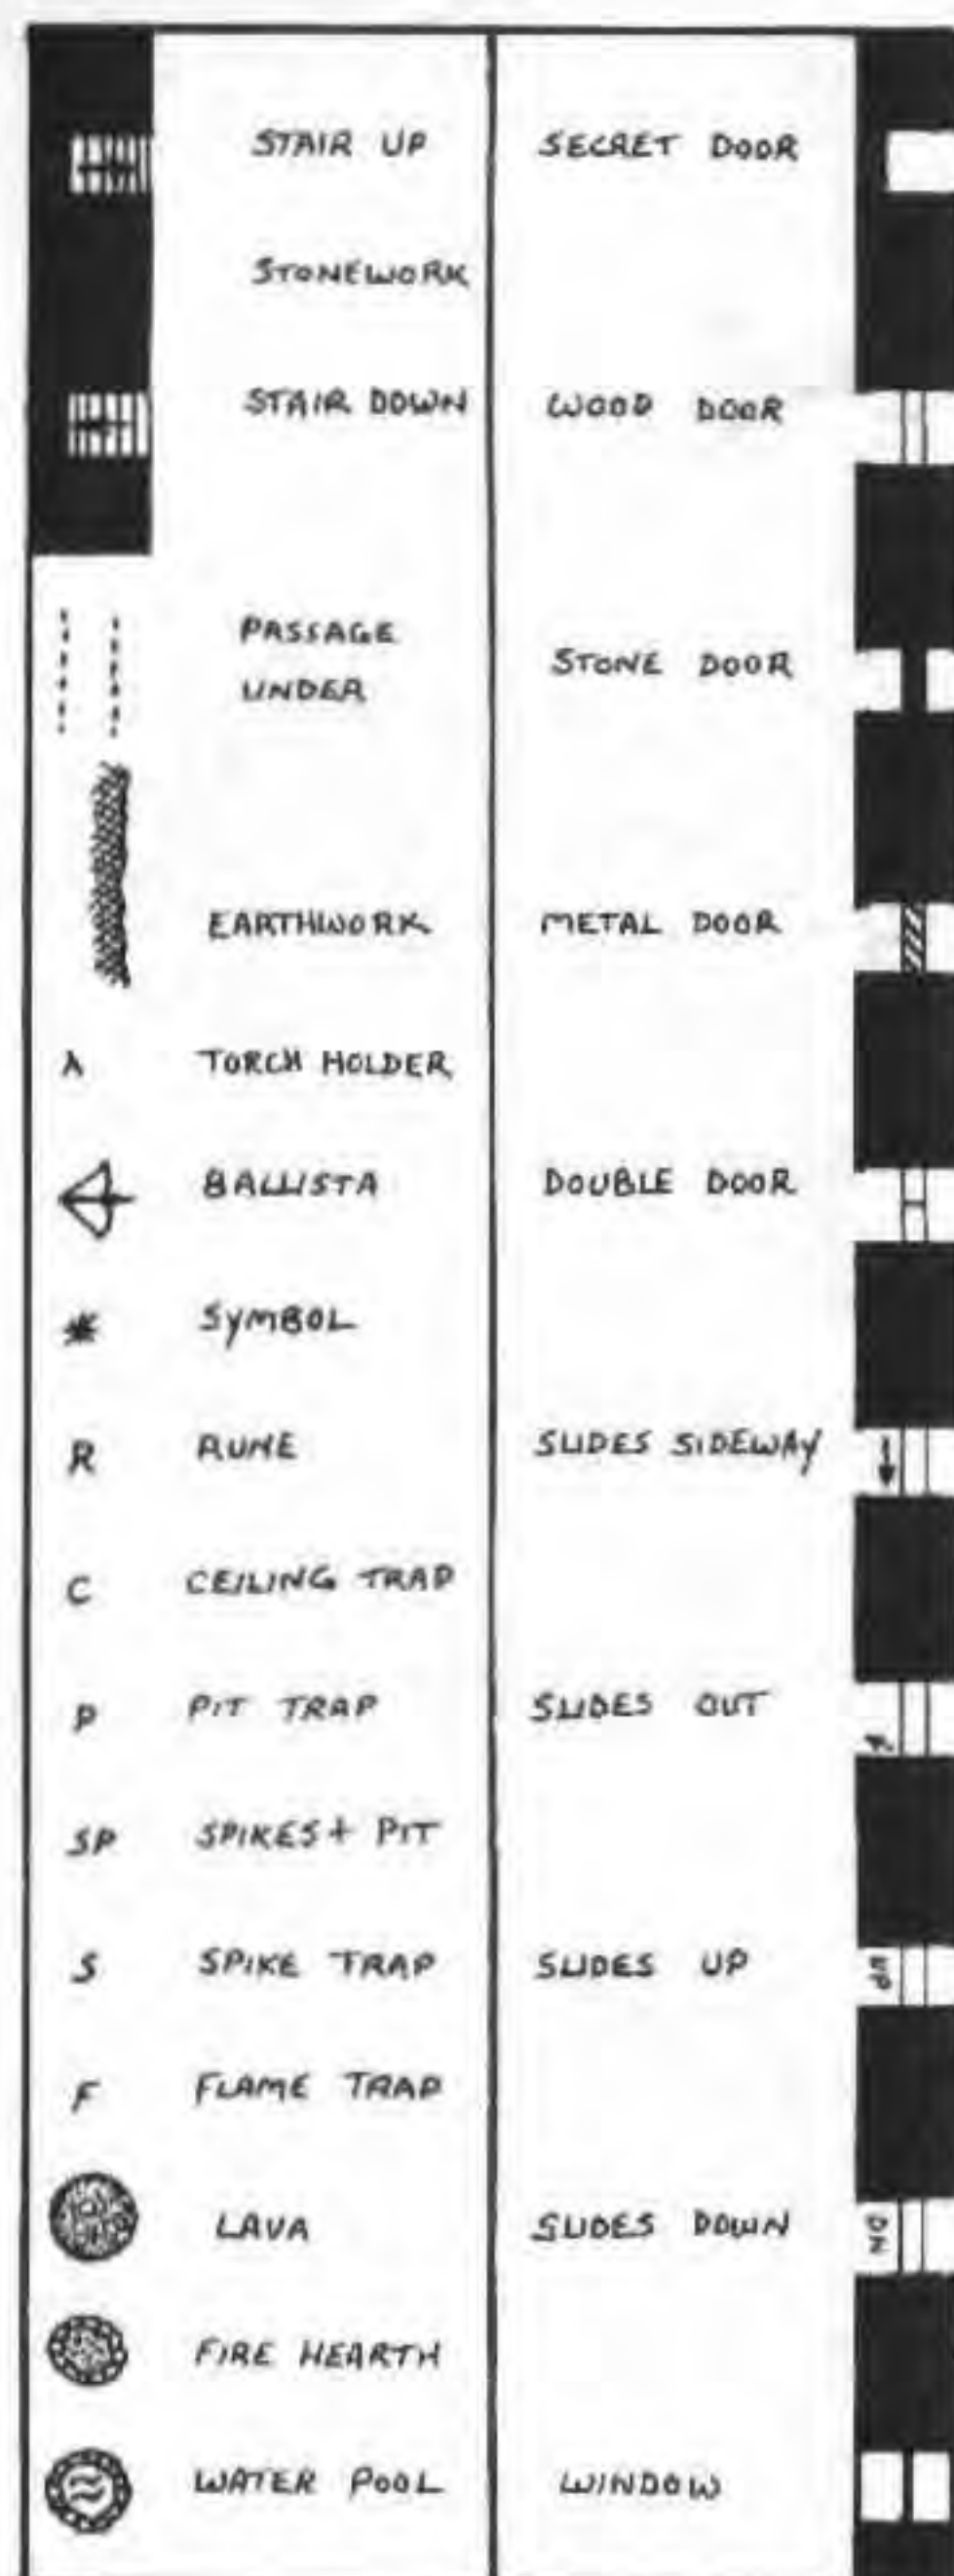 STAIR UP
STONEWORK
STAIR DOWN
PASSAGE
UNDER
EARTHWORK
TORCH HOLDER
BALLISTA
SYMBOL
R RUNE
C CEILING TRAP
P PIT TRAP
SP SPIKES + PIT
S SPIKE TRAP
F FLAME TRAP
LAVA
FIRE HEARTH
WATER POOL
SECRET DOOR
WOOD DOOR
STONE DOOR
METAL DOOR
DOUBLE DOOR
SLIDES SIDEWAY
SLIDES OUT
SLIDES UP UP
SLIDES DOWN DN
WINDOW